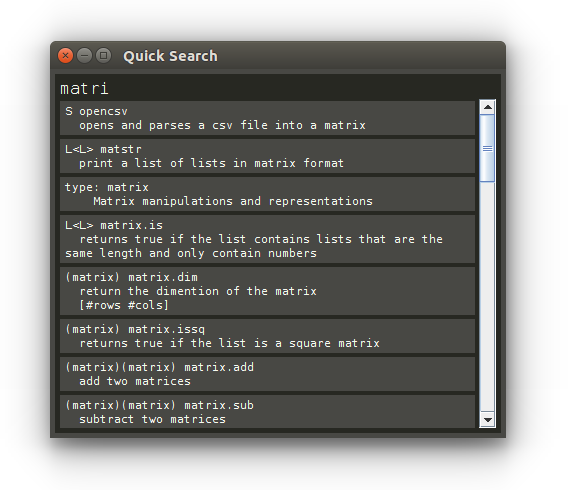 Quick Search
matri
S opencsv
opens and parses a csv file into a matrix
L<L> matstr
print a list of lists in matrix format
type: matrix
Matrix manipulations and representations
L<L> matrix.is
returns true if the list contains lists that are the
same length and only contain numbers
(matrix) matrix.dim
return the dimention of the matrix
[#rows #cols]
(matrix) matrix.issq
returns true if the list is a square matrix
(matrix)(matrix) matrix.add
add two matrices
(matrix)(matrix) matrix.sub
subtract two matrices